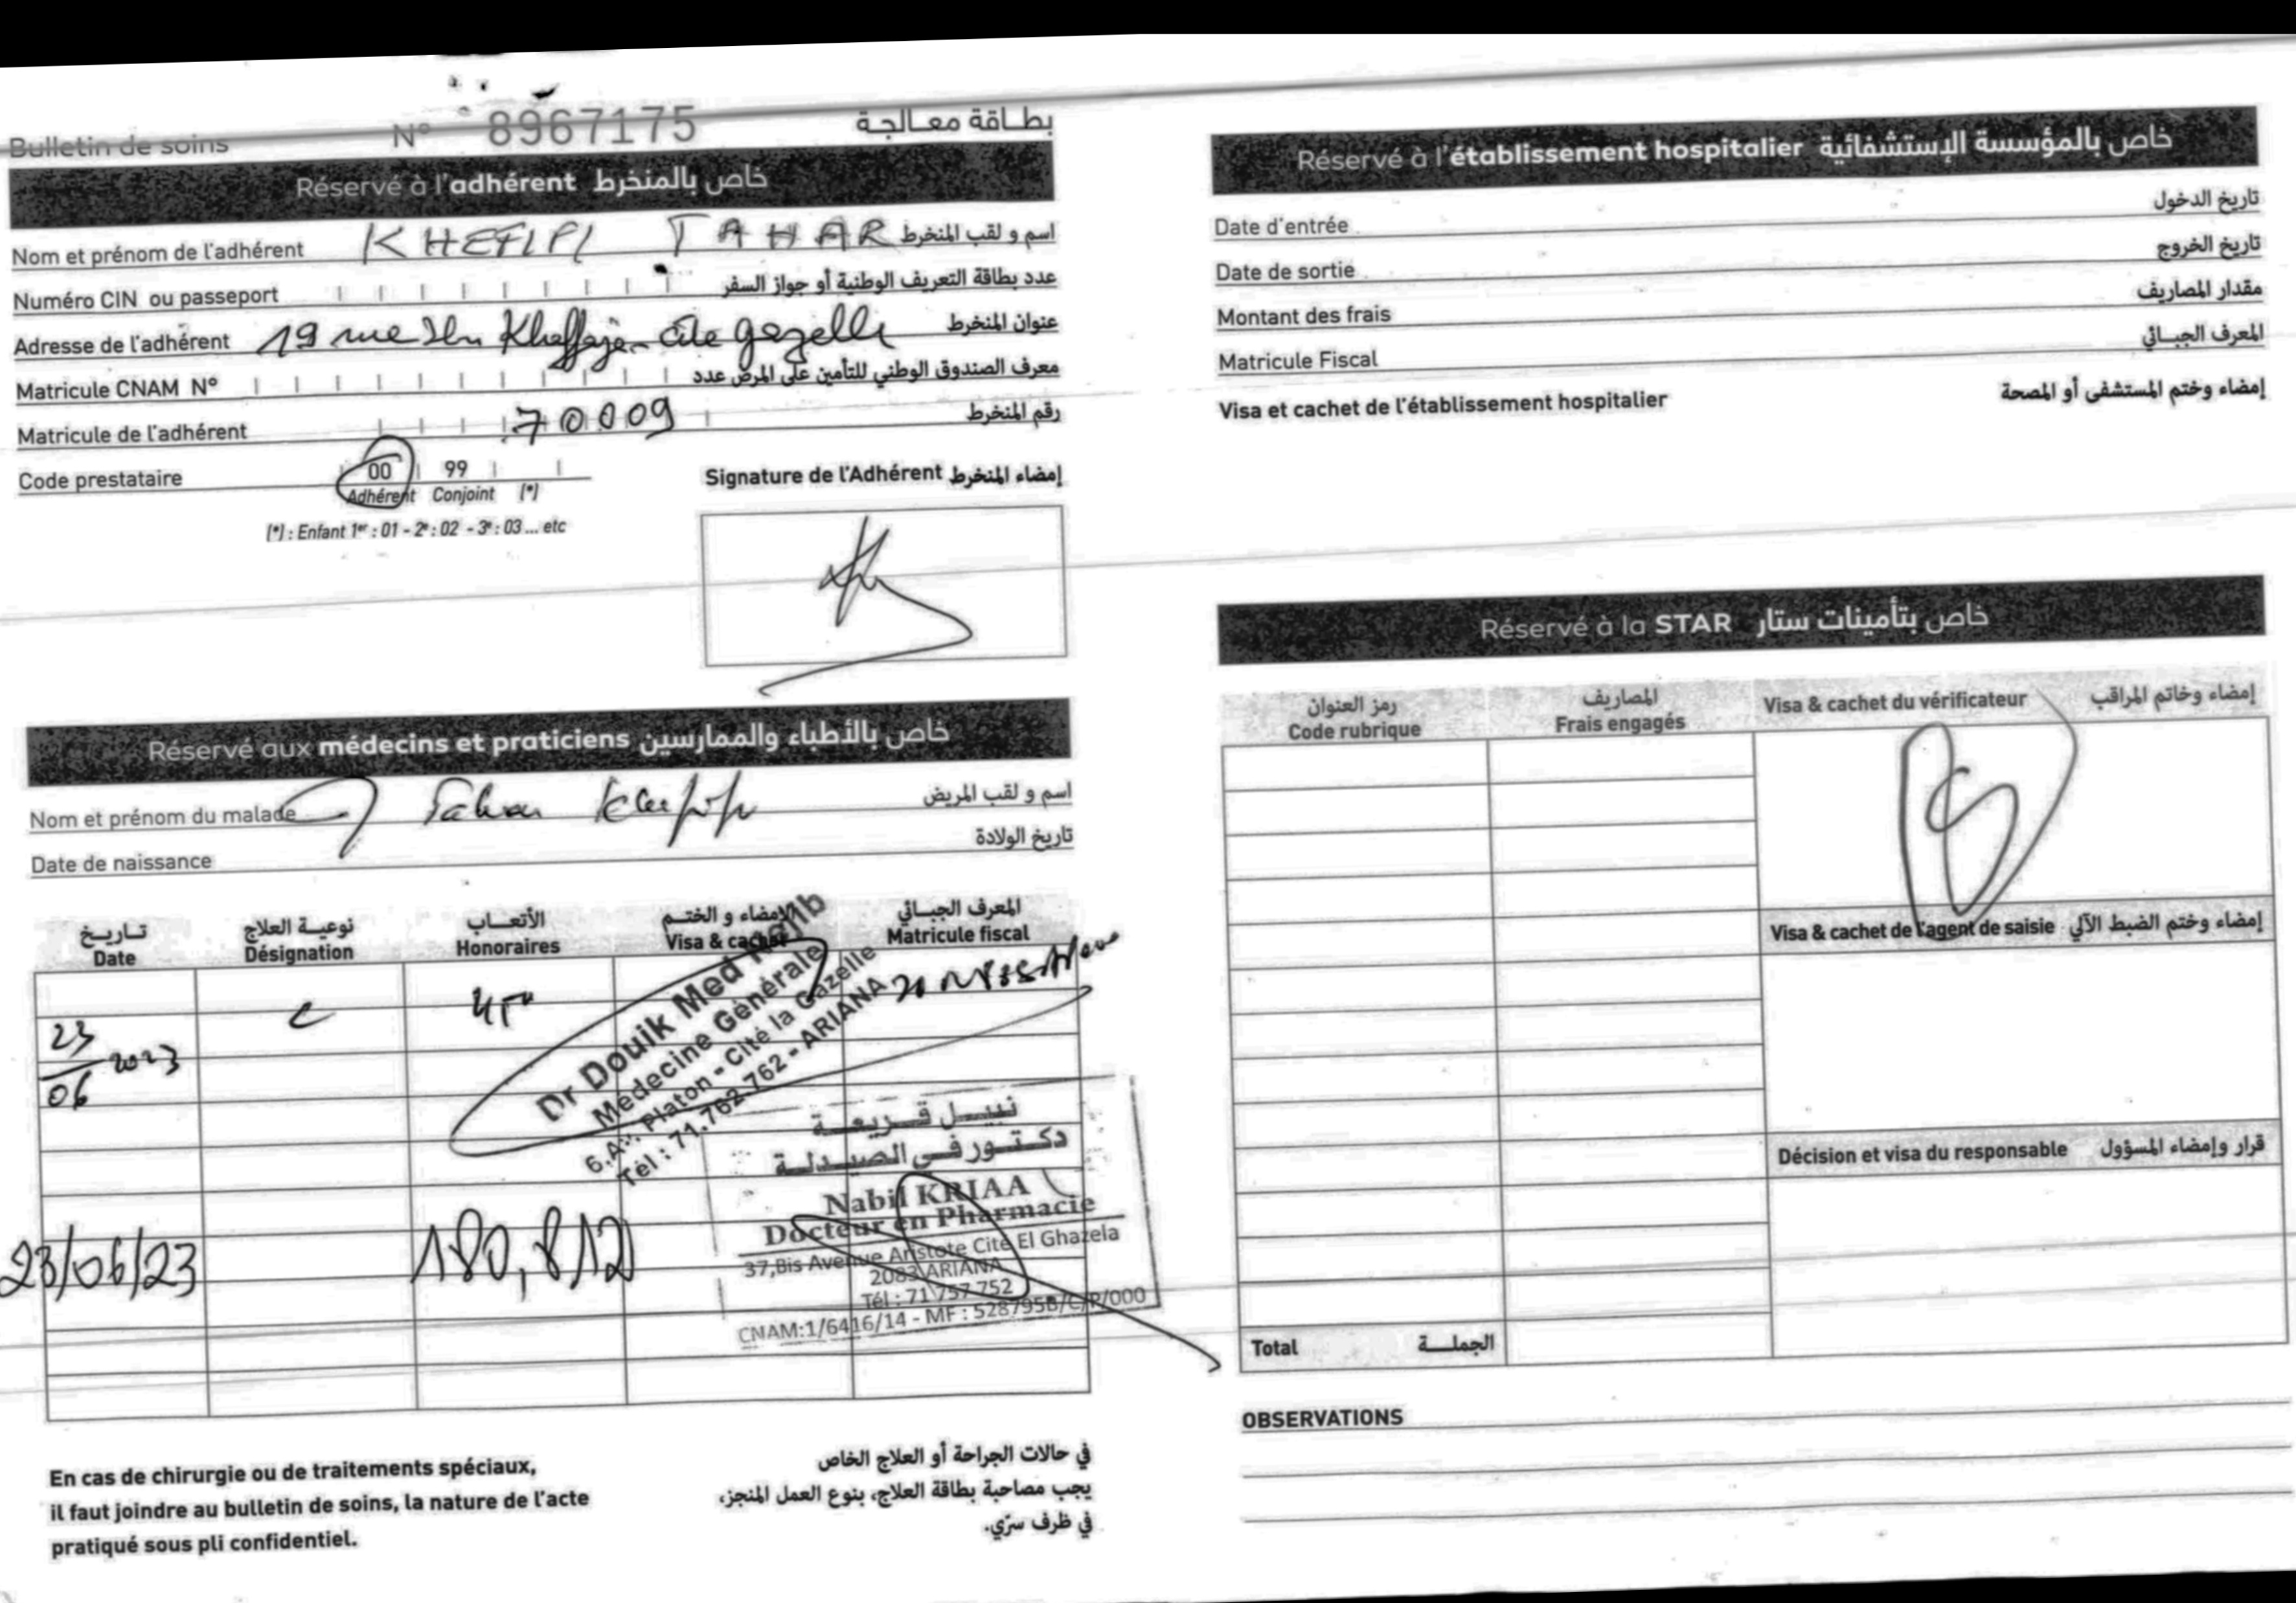 Bulletin de soins N° 8967175 بطاقة معالجة
Réservé à l'adhérent خاص بالمنخرط
Nom et prénom de l'adhérent KHEFIFI TAHAR اسم و لقب المنخرط
Numéro CIN ou passeport عدد بطاقة التعريف الوطنية أو جواز السفر
Adresse de l'adhérent 19 rue Ibn Khaffaja - cite gazelle عنوان المنخرط
Matricule CNAM N° معرف الصندوق الوطني للتأمين على المرض عدد
Matricule de l'adhérent 70009 رقم المنخرط
Code prestataire 00 99
Adhérent Conjoint (*)
(*) : Enfant 1er : 01 - 2e : 02 - 3e : 03 ... etc
Signature de l'Adhérent إمضاء المنخرط
Réservé aux médecins et praticiens خاص بالأطباء والممارسين
Nom et prénom du malade Tahar اسم و لقب المريض
Date de naissance تاريخ الولادة
تاريخ نوعية العلاج الأتعاب الإمضاء و الختم المعرف الجبائي
Date Désignation Honoraires Visa & cachet Matricule fiscal
23/06 2023 C
Dr Douik Med Najib
Médecine Générale
6, Av. Platon - Cité la Gazelle
Tél : 71.762.762 - ARIANA
نبيل قريعة
دكتور في الصيدلة
Nabil KRIAA
Docteur en Pharmacie
37,Bis Avenue Aristote Cité El Ghazela
2083 ARIANA
Tél : 71 757 752
CNAM:1/6416/14 - MF : 528795B/C/P/000
23/06/23 180,812
En cas de chirurgie ou de traitements spéciaux,
il faut joindre au bulletin de soins, la nature de l'acte
pratiqué sous pli confidentiel.
في حالات الجراحة أو العلاج الخاص
يجب مصاحبة بطاقة العلاج، بنوع العمل المنجز،
في ظرف سرّي.
Réservé à l'établissement hospitalier خاص بالمؤسسة الإستشفائية
Date d'entrée تاريخ الدخول
Date de sortie تاريخ الخروج
Montant des frais مقدار المصاريف
Matricule Fiscal المعرف الجبائي
Visa et cachet de l'établissement hospitalier إمضاء وختم المستشفى أو المصحة
Réservé à la STAR خاص بتأمينات ستار
رمز العنوان المصاريف
Code rubrique Frais engagés
Visa & cachet du vérificateur إمضاء وخاتم المراقب
Visa & cachet de l'agent de saisie إمضاء وختم الضبط الآلي
Décision et visa du responsable قرار وإمضاء المسؤول
Total الجملة
OBSERVATIONS